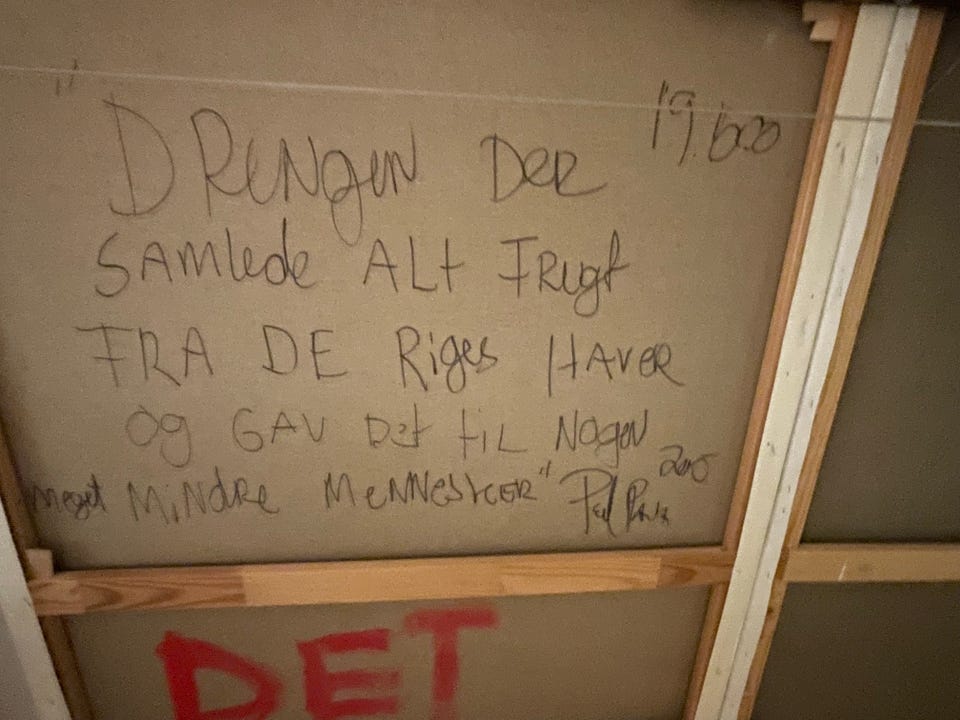 "DRENgEN DER
19.600
SAMLEDE ALt FRugt
FRA DE Riges HAVER
og GAV Det tiL NogeN
meget MiNDRE MeNNesKER"
2005
DET